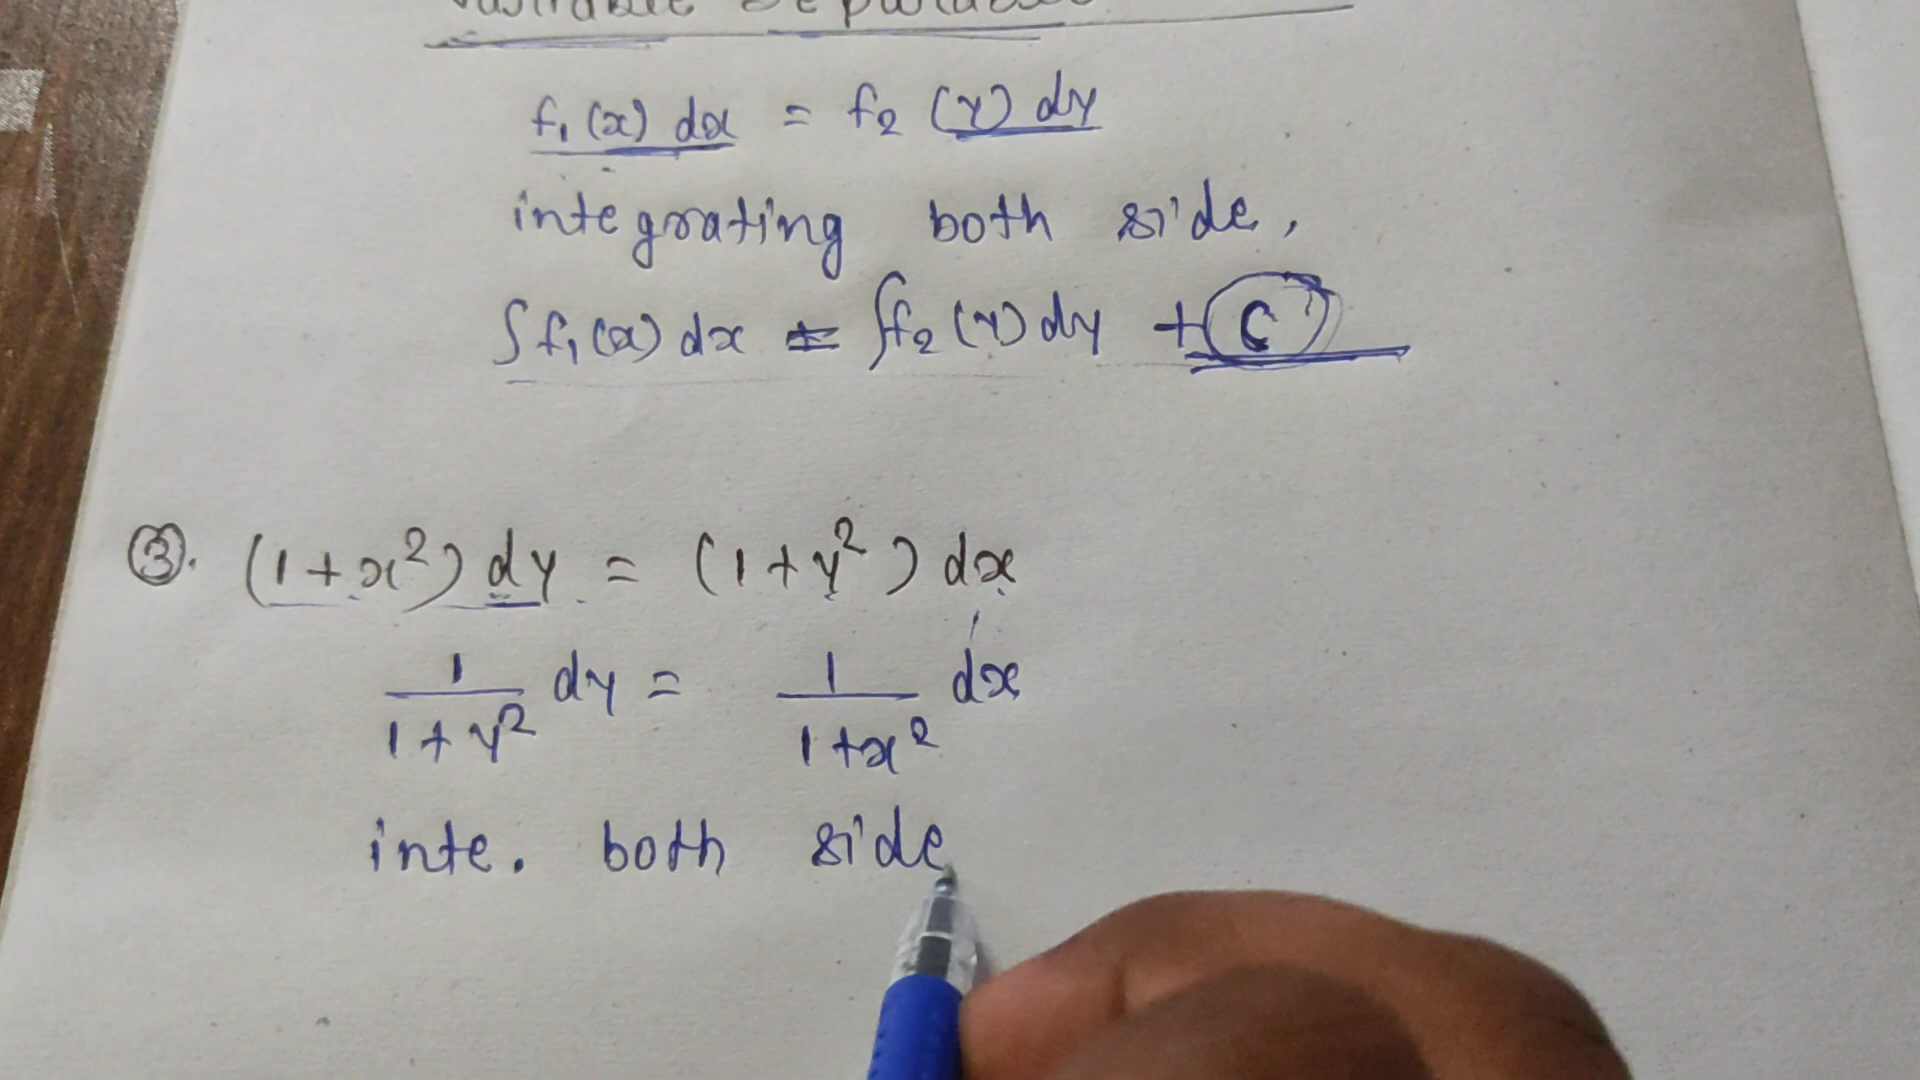 f₁(x) dx = f₂ (y) dy
integrating both side,
∫f₁(x) dx = ∫f₂ (y) dy + C
③. (1+x²) dy = (1+y²) dx
1/(1+y²) dy = 1/(1+x²) dx
inte. both side